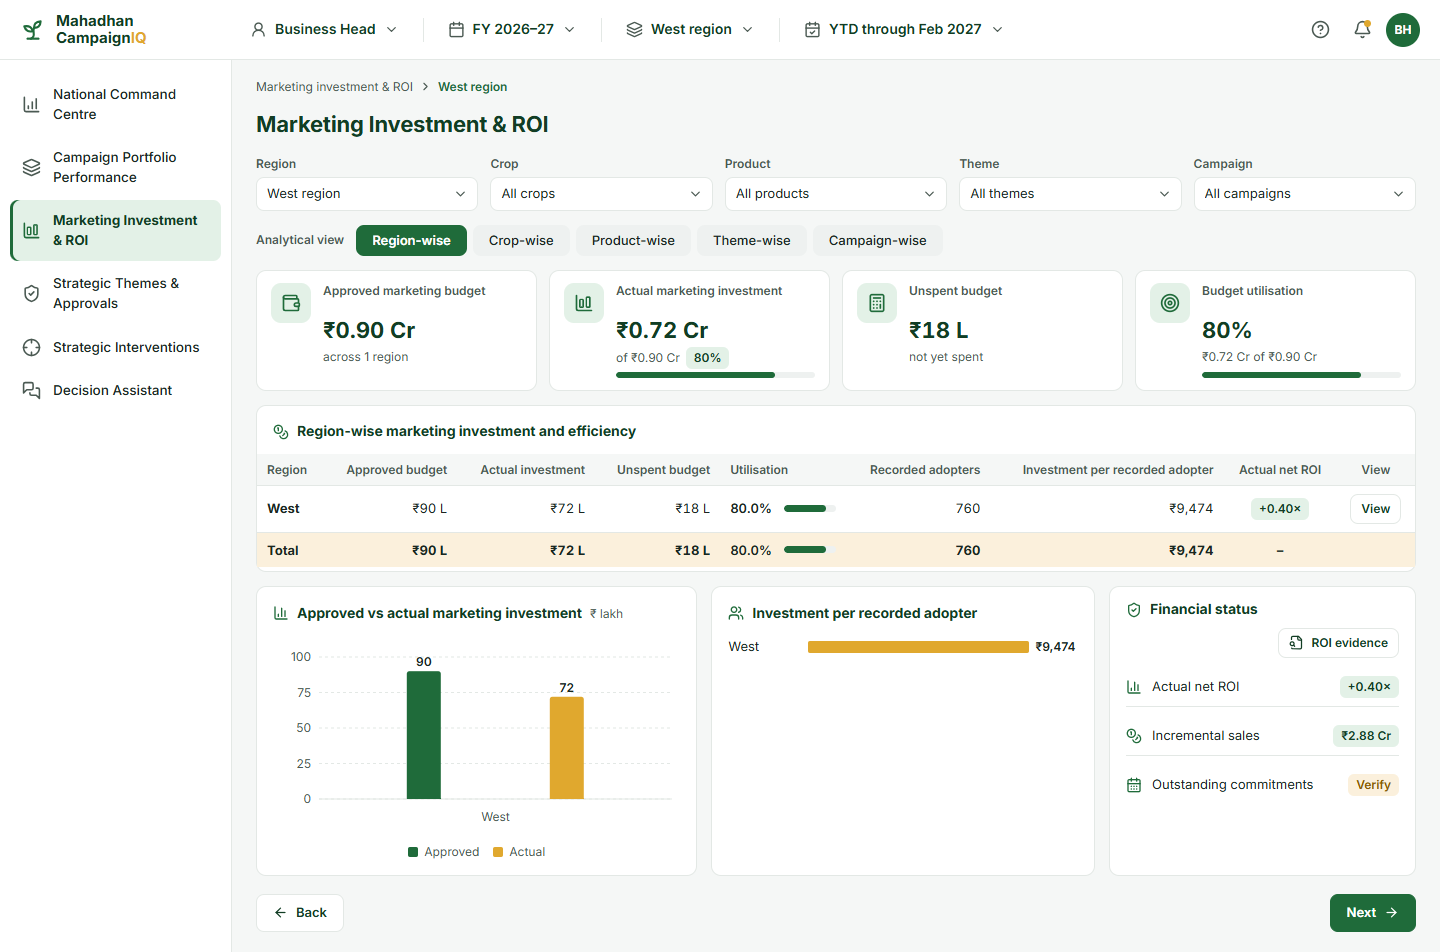 Mahadhan
CampaignIQ
Business Head
FY 2026–27
West region
YTD through Feb 2027
BH
National Command
Centre
Campaign Portfolio
Performance
Marketing Investment
& ROI
Strategic Themes &
Approvals
Strategic Interventions
Decision Assistant
Marketing investment & ROI > West region
Marketing Investment & ROI
Region Crop Product Theme Campaign
West region All crops All products All themes All campaigns
Analytical view Region-wise Crop-wise Product-wise Theme-wise Campaign-wise
Approved marketing budget
₹0.90 Cr
across 1 region
Actual marketing investment
₹0.72 Cr
of ₹0.90 Cr 80%
Unspent budget
₹18 L
not yet spent
Budget utilisation
80%
₹0.72 Cr of ₹0.90 Cr
Region-wise marketing investment and efficiency
Region Approved budget Actual investment Unspent budget Utilisation Recorded adopters Investment per recorded adopter Actual net ROI View
West ₹90 L ₹72 L ₹18 L 80.0% 760 ₹9,474 +0.40× View
Total ₹90 L ₹72 L ₹18 L 80.0% 760 ₹9,474 –
Approved vs actual marketing investment ₹ lakh
100
75
50
25
0
90
72
West
Approved Actual
Investment per recorded adopter
West ₹9,474
Financial status
ROI evidence
Actual net ROI +0.40×
Incremental sales ₹2.88 Cr
Outstanding commitments Verify
Back
Next